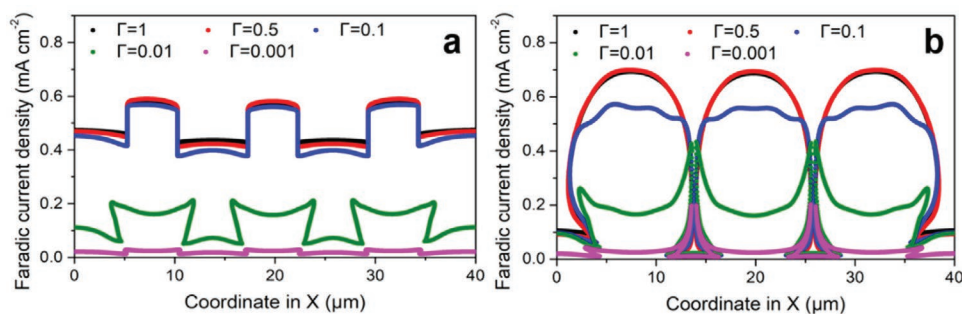 Γ=1 Γ=0.5 Γ=0.1
Γ=0.01 Γ=0.001
a
Faradic current density (mA cm⁻²)
0.8
0.6
0.4
0.2
0.0
0 10 20 30 40
Coordinate in X (μm)
Γ=1 Γ=0.5 Γ=0.1
Γ=0.01 Γ=0.001
b
Faradic current density (mA cm⁻²)
0.8
0.6
0.4
0.2
0.0
0 10 20 30 40
Coordinate in X (μm)